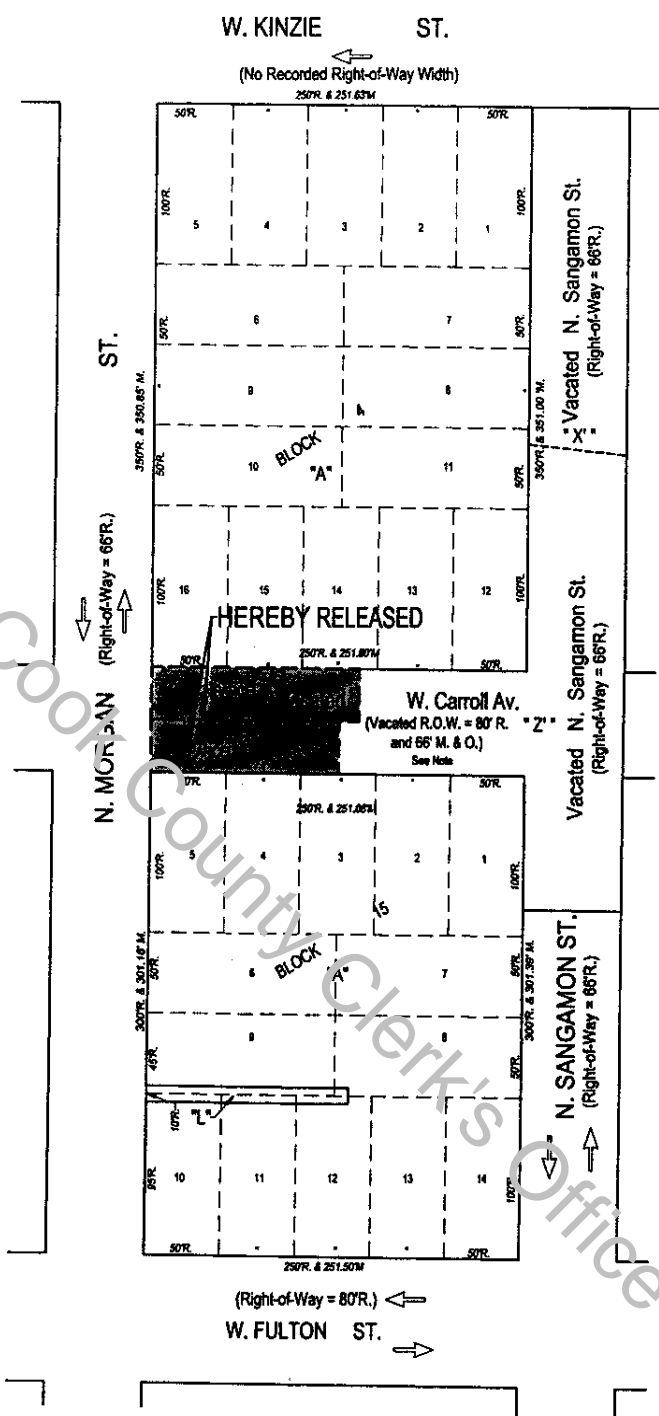 W. KINZIE ST.
(No Recorded Right-of-Way Width)
250'R. & 251.63'M
50'R. 50'R.
100'R. 100'R.
5 4 3 2 1
6 7
50'R. 50'R.
9 8
4
BLOCK
"A"
10 11
50'R. 50'R.
350'R. & 350.85' M.
350'R. & 351.00 'M.
100'R. 100'R.
16 15 14 13 12
HEREBY RELEASED
50'R. 250'R. & 251.80'M 50'R.
N. MORGAN ST.
(Right-of-Way = 66'R.)
Vacated N. Sangamon St.
(Right-of-Way = 66'R.)
"X"
Vacated N. Sangamon St.
(Right-of-Way = 66'R.)
W. Carroll Av.
(Vacated R.O.W. = 80' R. "Z"
and 66' M. & O.)
See Note
50'R.
250'R. & 251.08'M
100'R. 100'R.
5 4 3 2 1
15
BLOCK
"A"
6 7
50'R. 50'R.
9 8
45'R. 50'R.
300'R. & 301.16' M.
300'R. & 301.39' M.
10'R. "L"
95'R. 100'R.
10 11 12 13 14
50'R. 50'R.
250'R. & 251.50'M
N. SANGAMON ST.
(Right-of-Way = 66'R.)
(Right-of-Way = 80'R.)
W. FULTON ST.
Cook County Clerk's Office